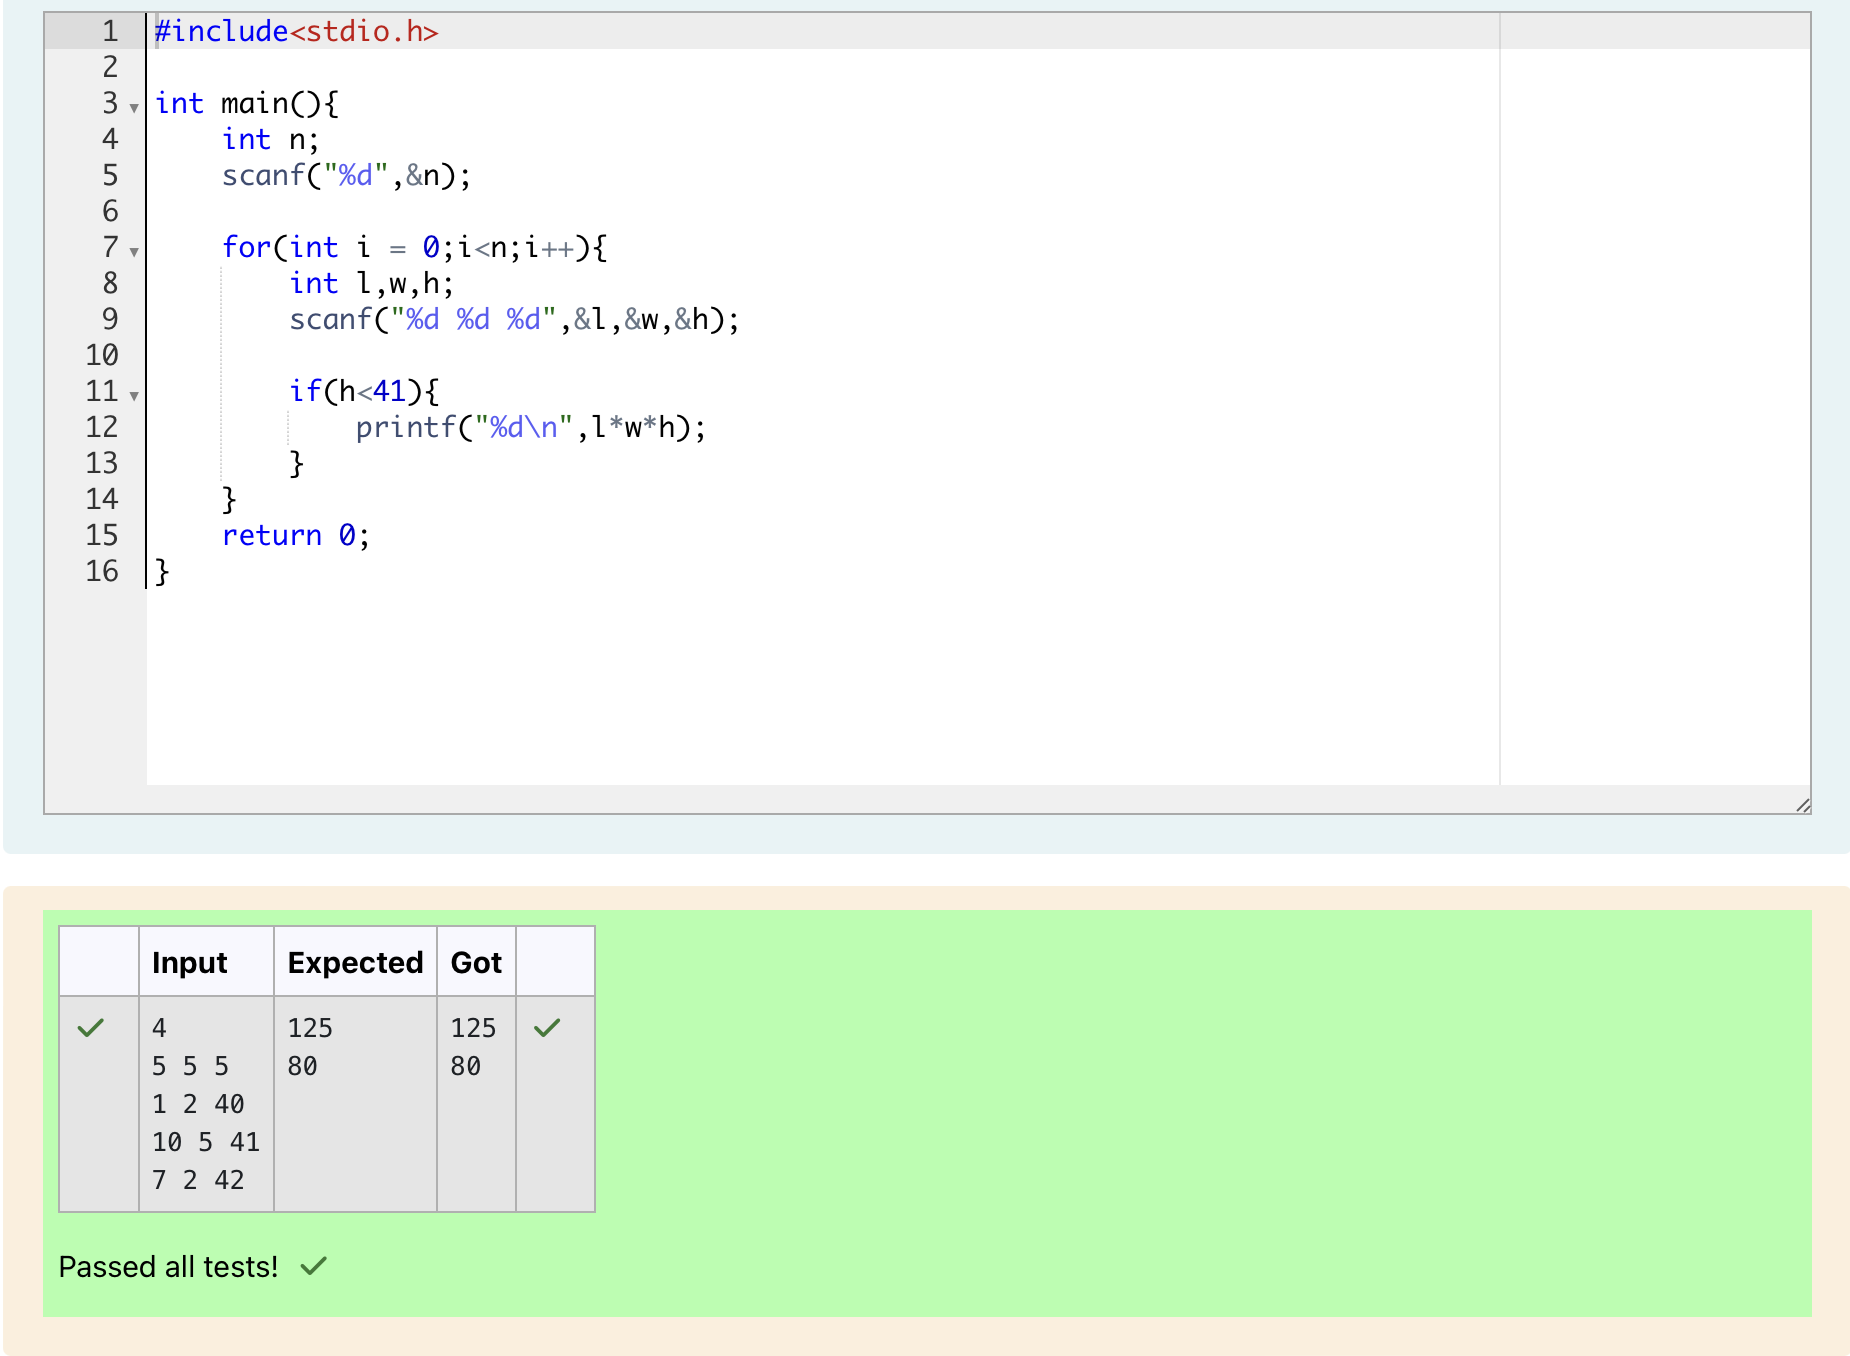 1 #include<stdio.h>
2
3 int main(){
4     int n;
5     scanf("%d",&n);
6
7     for(int i = 0;i<n;i++){
8         int l,w,h;
9         scanf("%d %d %d",&l,&w,&h);
10
11         if(h<41){
12             printf("%d\n",l*w*h);
13         }
14     }
15     return 0;
16 }
Input Expected Got
4 125 125
5 5 5 80 80
1 2 40
10 5 41
7 2 42
Passed all tests!